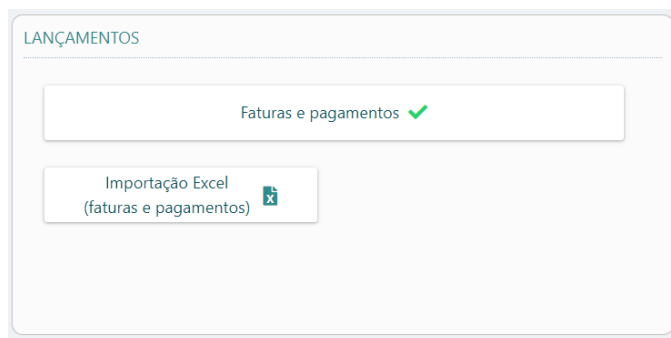 LANÇAMENTOS
Faturas e pagamentos
Importação Excel
(faturas e pagamentos)